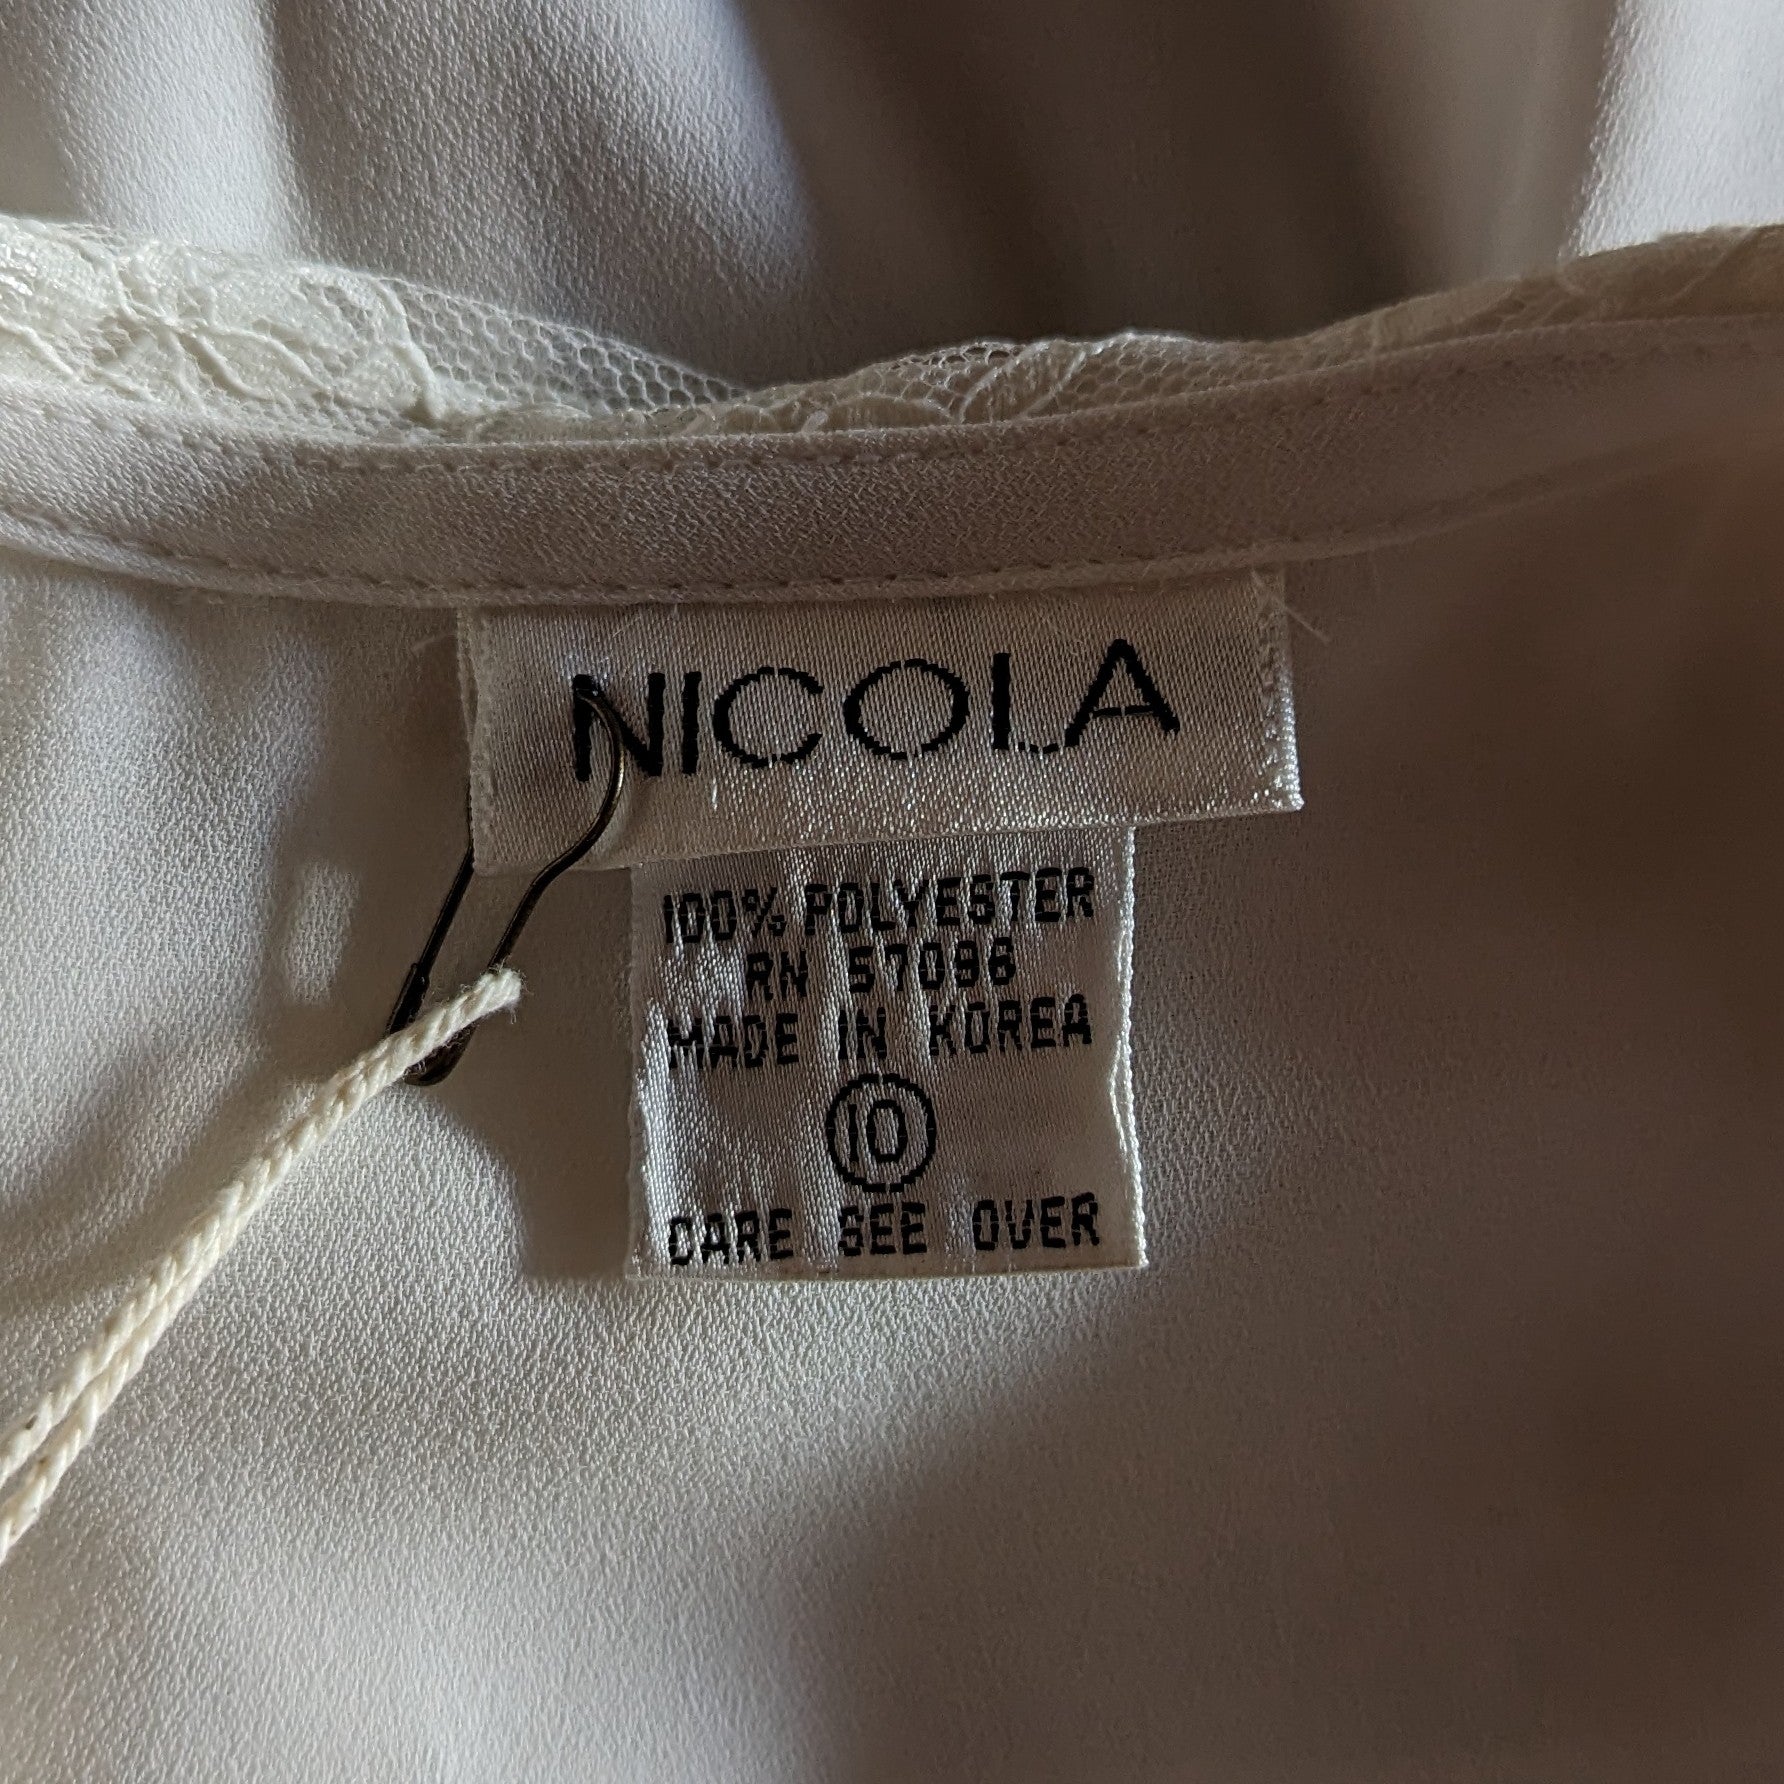 NICOLA
100% POLYESTER
RN 57096
MADE IN KOREA
10
CARE SEE OVER